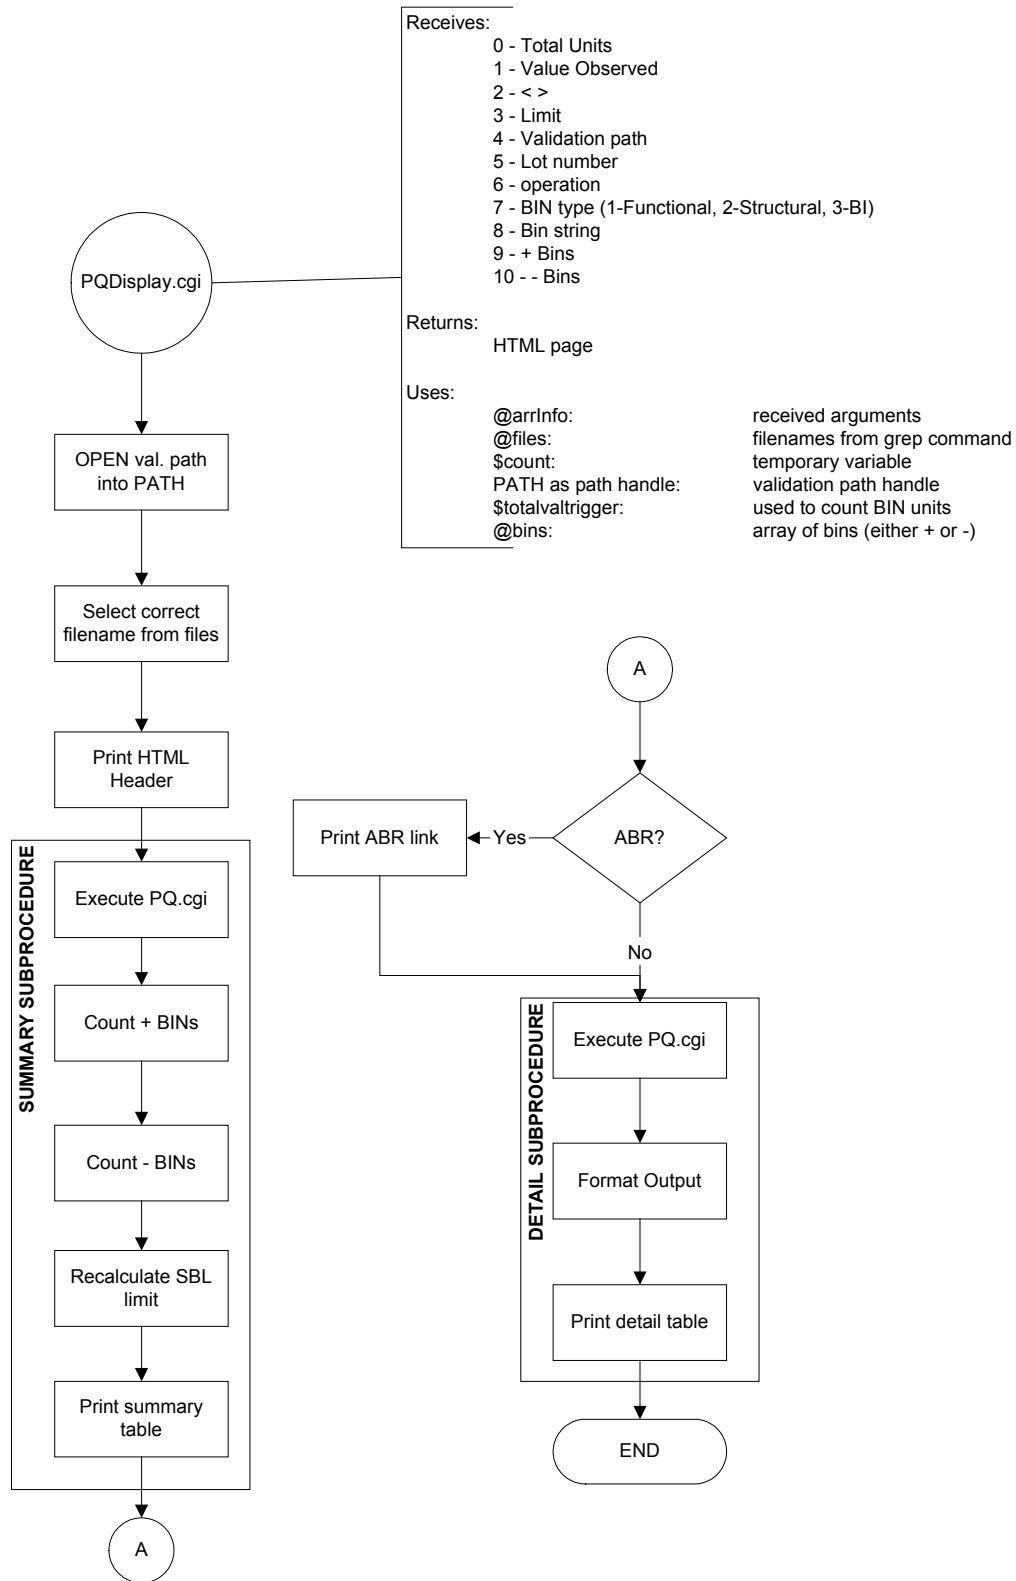 Receives:
0 - Total Units
1 - Value Observed
2 - < >
3 - Limit
4 - Validation path
5 - Lot number
6 - operation
7 - BIN type (1-Functional, 2-Structural, 3-BI)
8 - Bin string
9 - + Bins
10 - - Bins
Returns:
HTML page
Uses:
@arrInfo: received arguments
@files: filenames from grep command
$count: temporary variable
PATH as path handle: validation path handle
$totalvaltrigger: used to count BIN units
@bins: array of bins (either + or -)
PQDisplay.cgi
OPEN val. path
into PATH
Select correct
filename from files
Print HTML
Header
SUMMARY SUBPROCEDURE
Execute PQ.cgi
Count + BINs
Count - BINs
Recalculate SBL
limit
Print summary
table
A
A
ABR?
Yes
Print ABR link
No
DETAIL SUBPROCEDURE
Execute PQ.cgi
Format Output
Print detail table
END